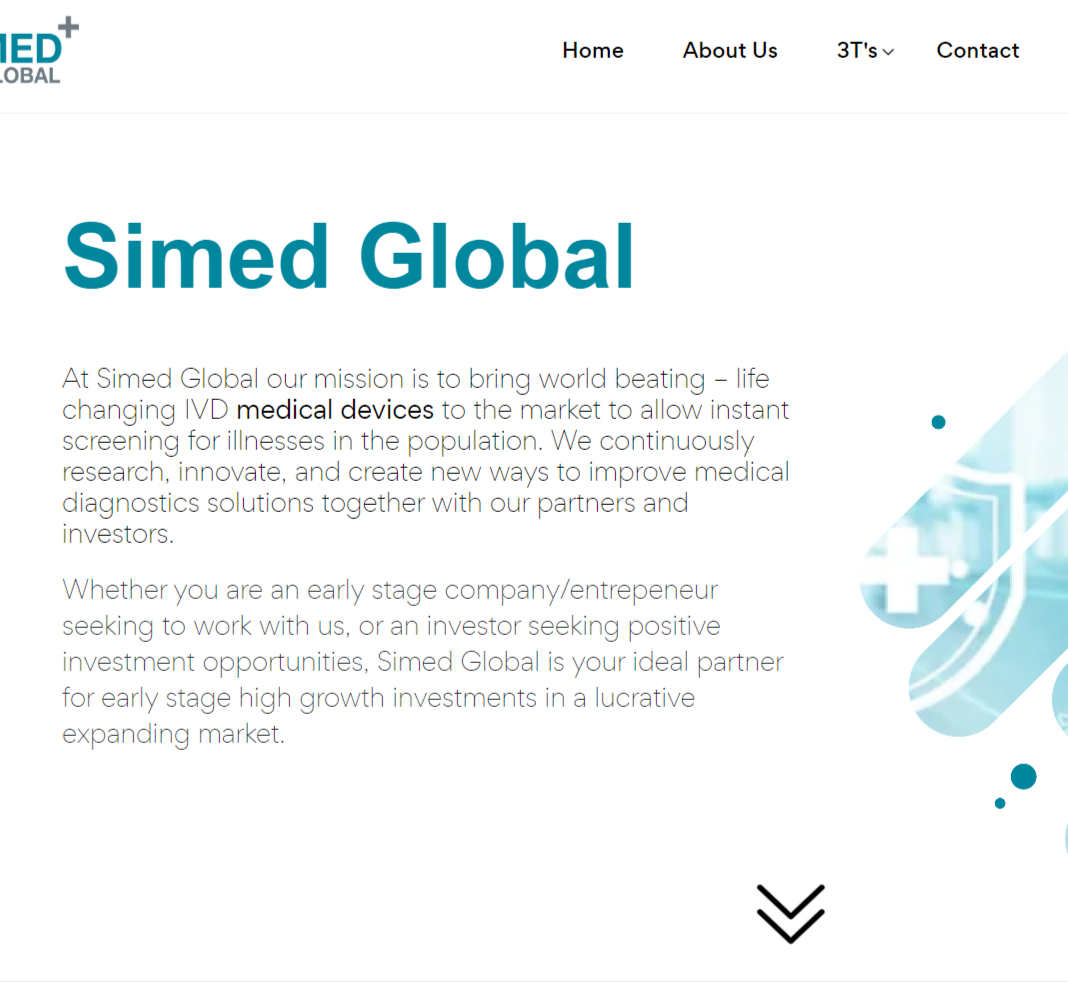 MED
LOBAL
Home About Us 3T's Contact
Simed Global
At Simed Global our mission is to bring world beating – life
changing IVD medical devices to the market to allow instant
screening for illnesses in the population. We continuously
research, innovate, and create new ways to improve medical
diagnostics solutions together with our partners and
investors.
Whether you are an early stage company/entrepeneur
seeking to work with us, or an investor seeking positive
investment opportunities, Simed Global is your ideal partner
for early stage high growth investments in a lucrative
expanding market.